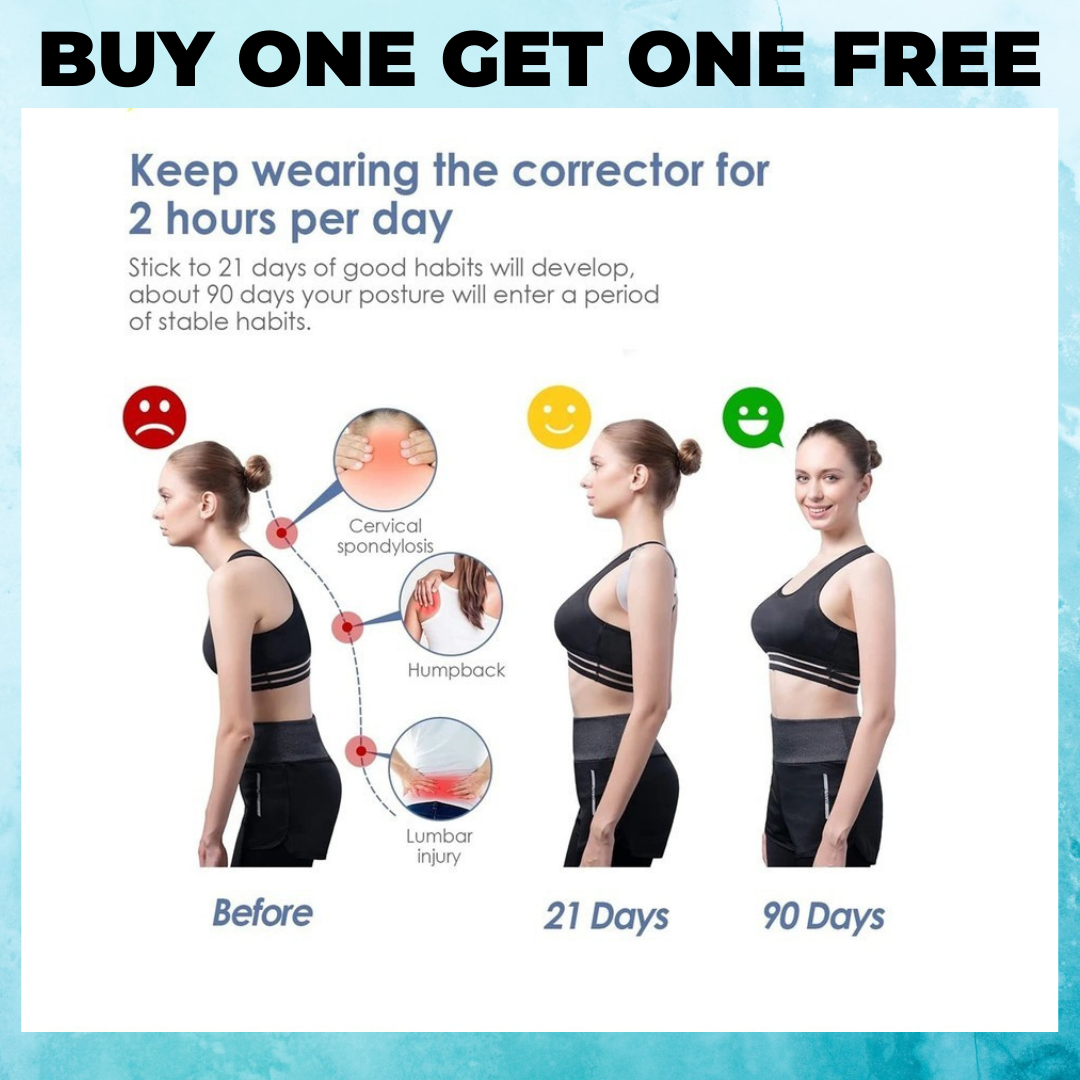 BUY ONE GET ONE FREE
Keep wearing the corrector for
2 hours per day
Stick to 21 days of good habits will develop,
about 90 days your posture will enter a period
of stable habits.
Cervical
spondylosis
Humpback
Lumbar
injury
Before
21 Days
90 Days